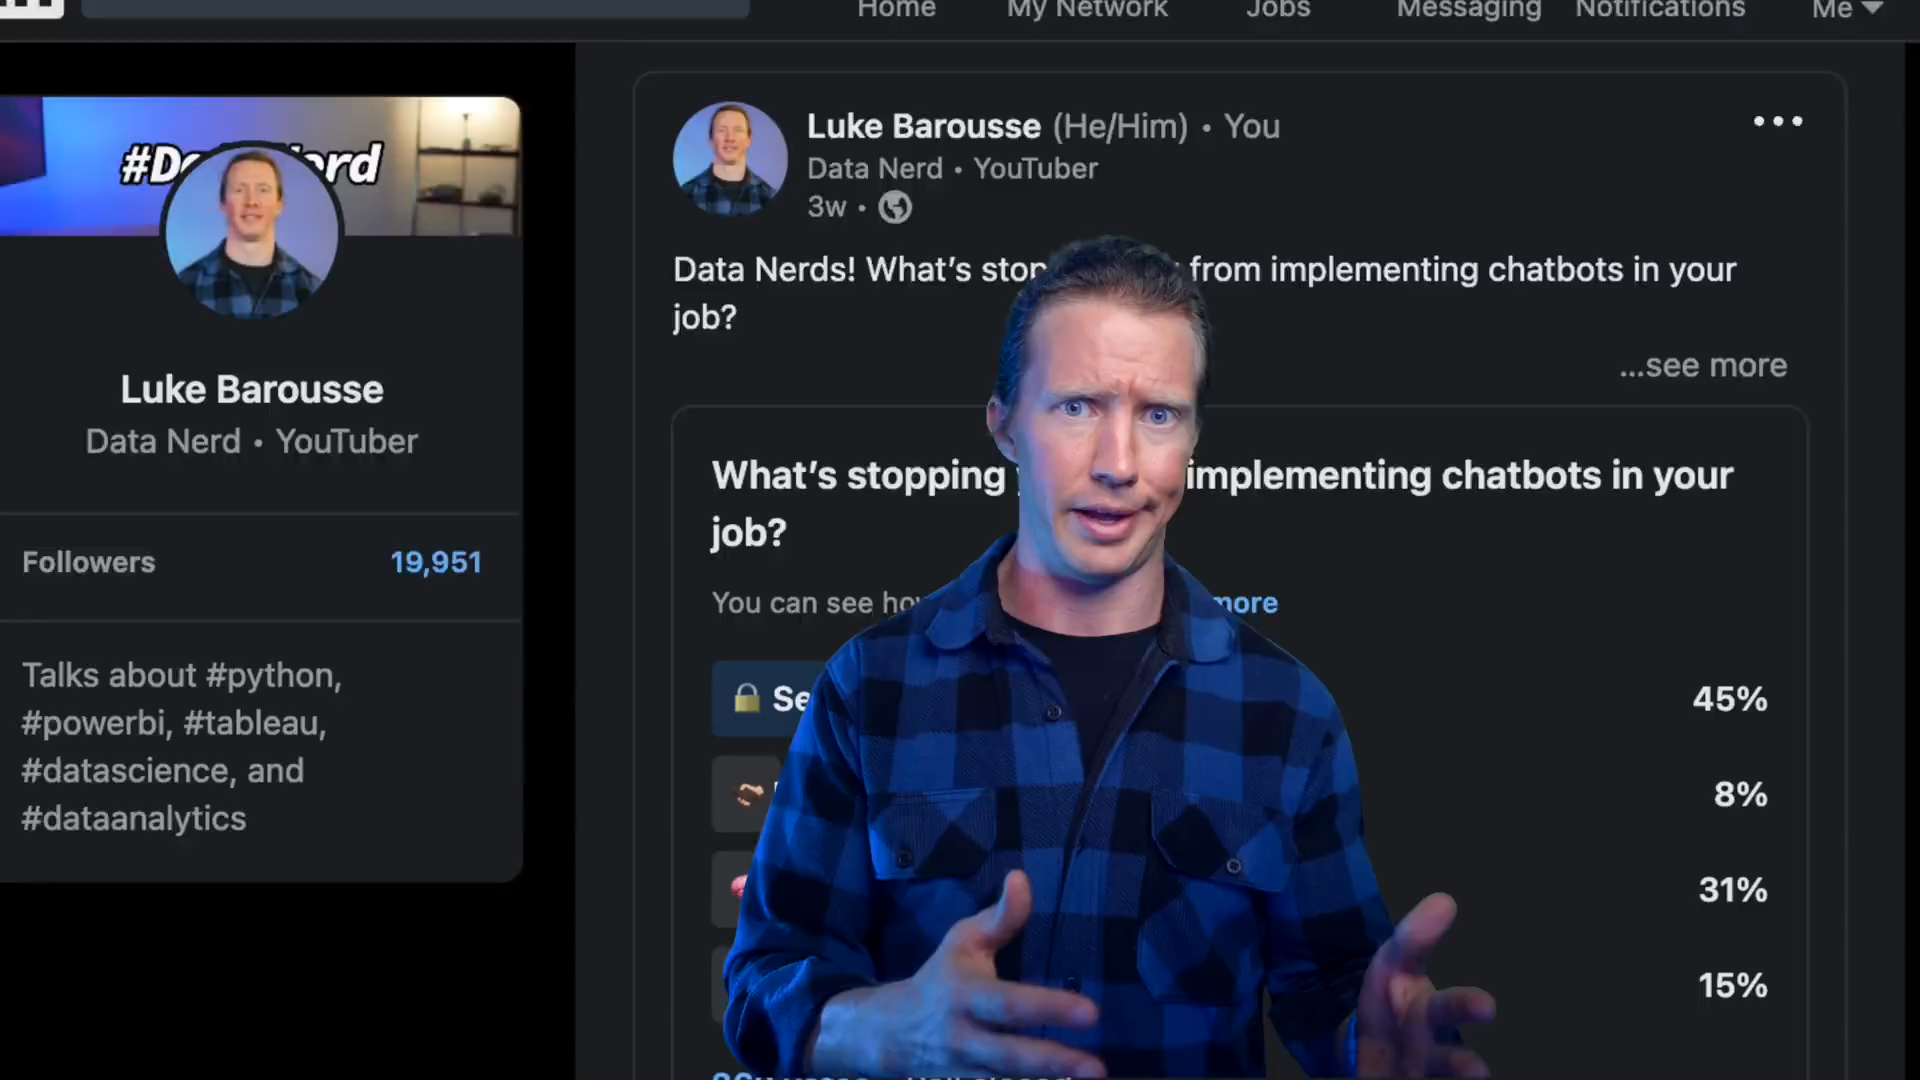 Home
My Network
Jobs
Messaging
Notifications
Me
Luke Barousse
Data Nerd • YouTuber
Followers 19,951
Talks about #python,
#powerbi, #tableau,
#datascience, and
#dataanalytics
Luke Barousse (He/Him) • You
Data Nerd • YouTuber
3w •
Data Nerds! What's from implementing chatbots in your
job?
...see more
What's stopping implementing chatbots in your
job?
You can see more
45%
8%
31%
15%